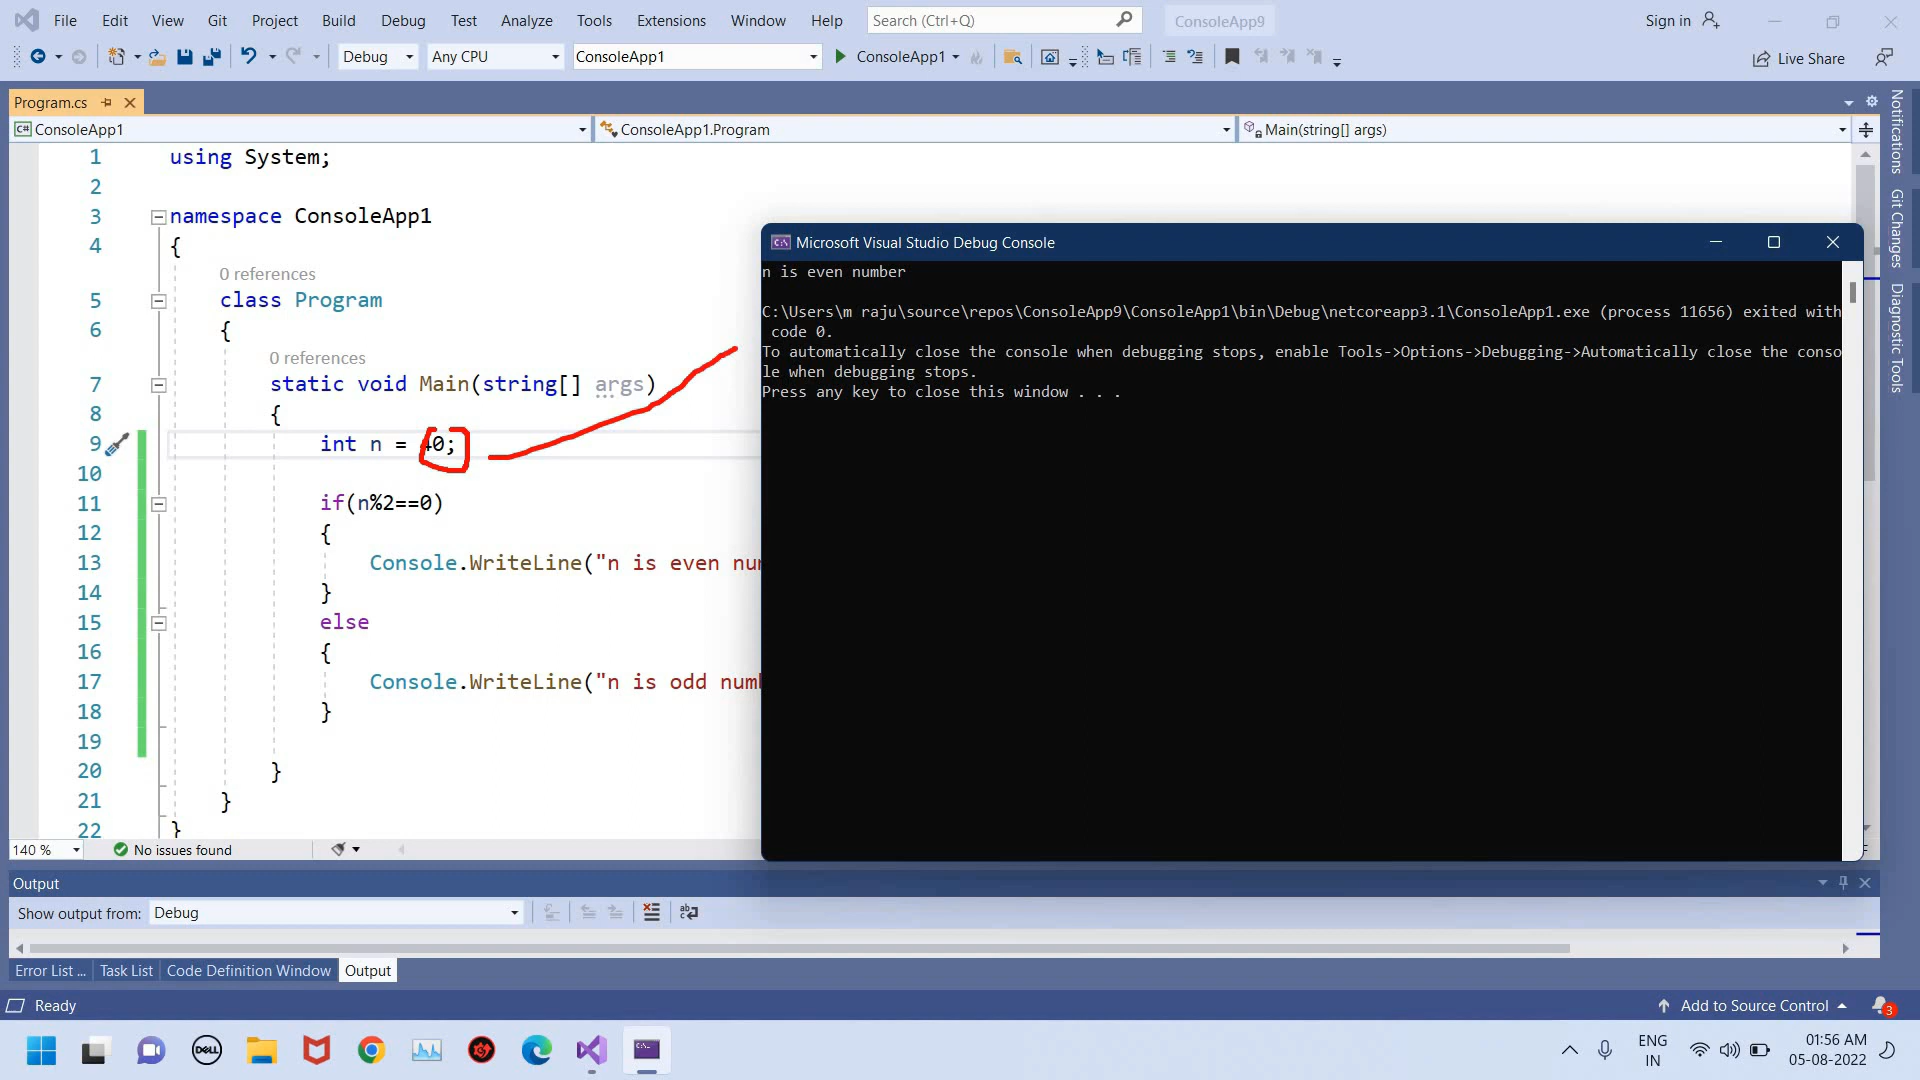 File Edit View Git Project Build Debug Test Analyze Tools Extensions Window Help Search (Ctrl+Q) ConsoleApp9 Sign in
Debug Any CPU ConsoleApp1 ConsoleApp1 Live Share
Program.cs
ConsoleApp1 ConsoleApp1.Program Main(string[] args)
1 using System;
2
3 namespace ConsoleApp1
4 {
0 references
5 class Program
6 {
0 references
7 static void Main(string[] args)
8 {
9 int n = 40;
10
11 if(n%2==0)
12 {
13 Console.WriteLine("n is even
14 }
15 else
16 {
17 Console.WriteLine("n is odd
18 }
19
20 }
21 }
22 }
Microsoft Visual Studio Debug Console
n is even number
C:\Users\m raju\source\repos\ConsoleApp9\ConsoleApp1\bin\Debug\netcoreapp3.1\ConsoleApp1.exe (process 11656) exited with
code 0.
To automatically close the console when debugging stops, enable Tools->Options->Debugging->Automatically close the conso
le when debugging stops.
Press any key to close this window . . .
Notifications
Git Changes
Diagnostic Tools
140 % No issues found
Output
Show output from: Debug
Error List ... Task List Code Definition Window Output
Ready Add to Source Control 3
DELL
ENG
IN
01:56 AM
05-08-2022